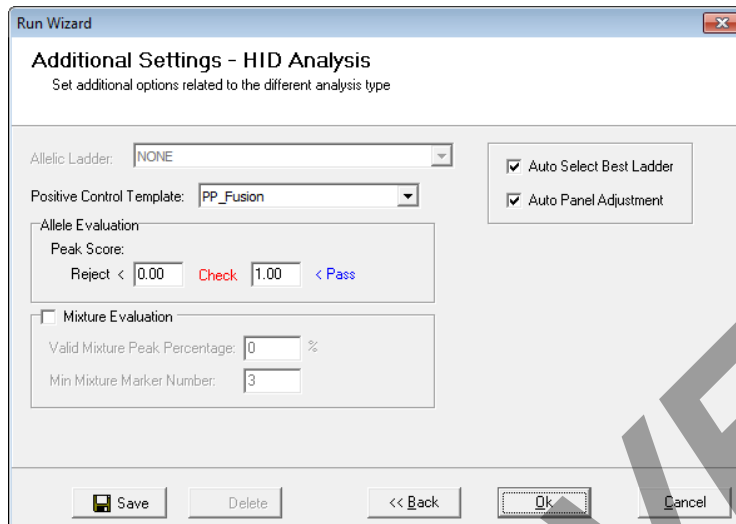 Run Wizard
Additional Settings - HID Analysis
Set additional options related to the different analysis type
Allelic Ladder: NONE
Auto Select Best Ladder
Positive Control Template: PP_Fusion
Auto Panel Adjustment
Allele Evaluation
Peak Score:
Reject < 0.00 Check 1.00 < Pass
Mixture Evaluation
Valid Mixture Peak Percentage: 0 %
Min Mixture Marker Number: 3
Save Delete << Back Ok Cancel